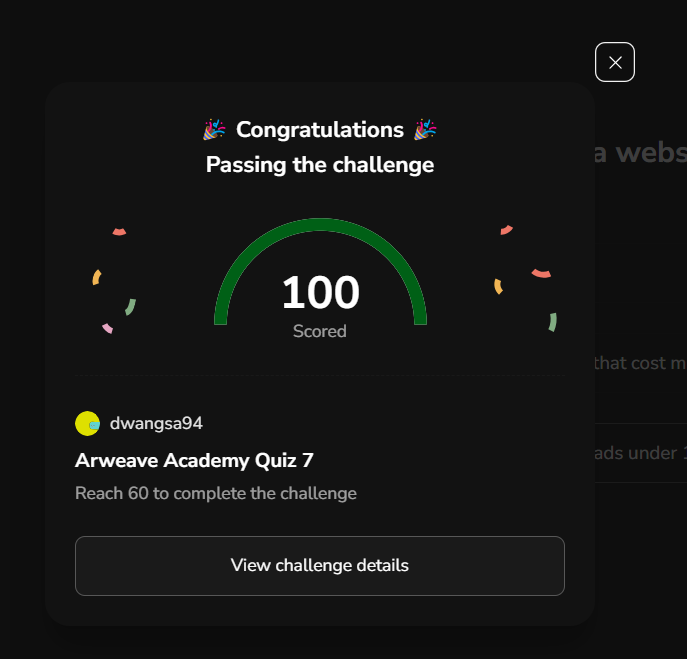 🎉 Congratulations 🎉
Passing the challenge
100
Scored
dwangsa94
Arweave Academy Quiz 7
Reach 60 to complete the challenge
View challenge details
a webs
that cost m
ads under